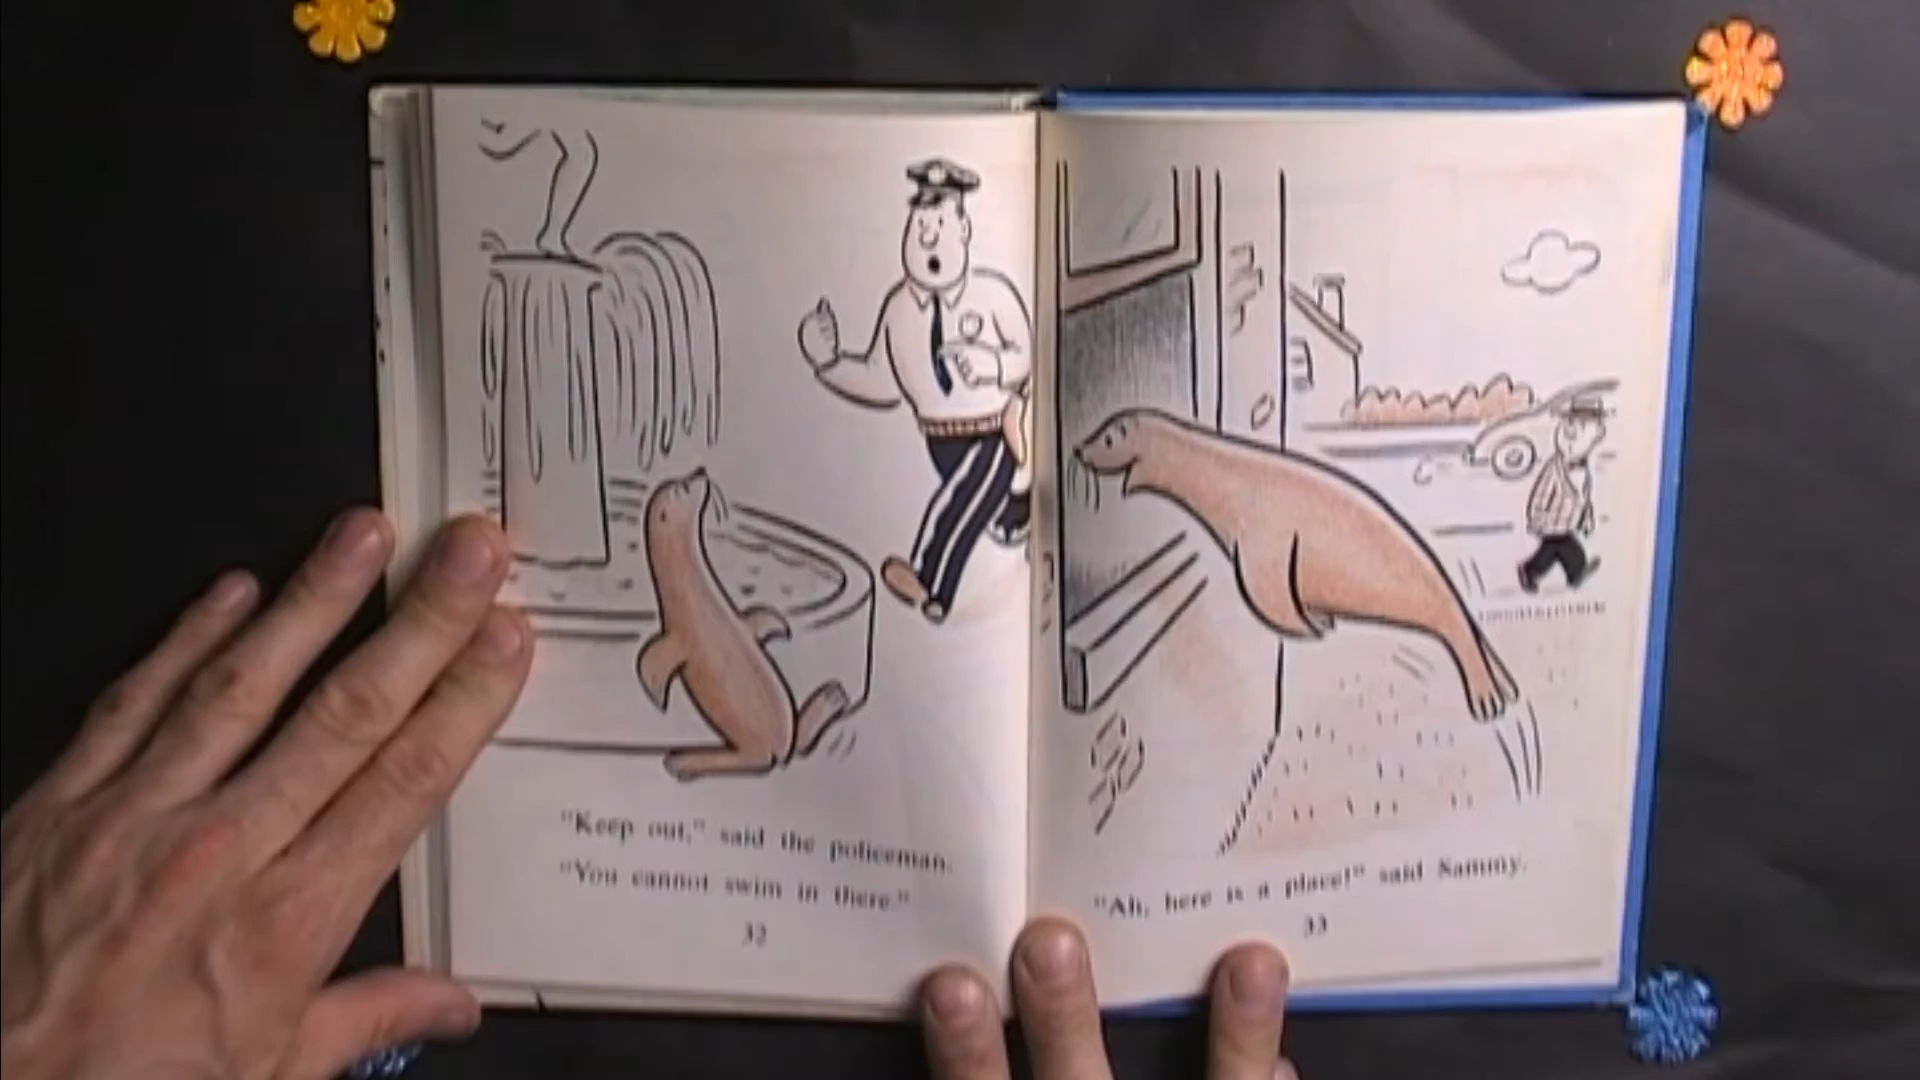 "Keep out," said the policeman.
"You cannot swim in there."
32
"Ah, here is a place!" said Sammy.
33